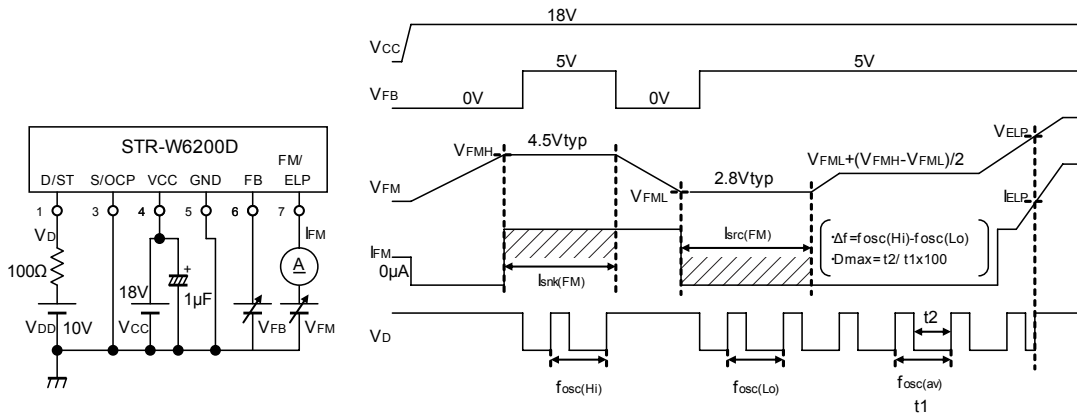 STR-W6200D
D/ST S/OCP VCC GND FB FM/ELP
1 3 4 5 6 7
VD
IFM
A
100Ω
+
18V
1µF
VDD 10V
VCC
VFB
VFM
18V
VCC
5V
5V
VFB
0V
0V
VELP
VFMH
4.5Vtyp
VFML+(VFMH-VFML)/2
VFM
VFML
2.8Vtyp
IELP
Isrc(FM)
IFM
0µA
Isnk(FM)
·Δf=fosc(Hi)-fosc(Lo)
·Dmax=t2/ t1x100
VD
t2
fosc(Hi)
fosc(Lo)
fosc(av)
t1